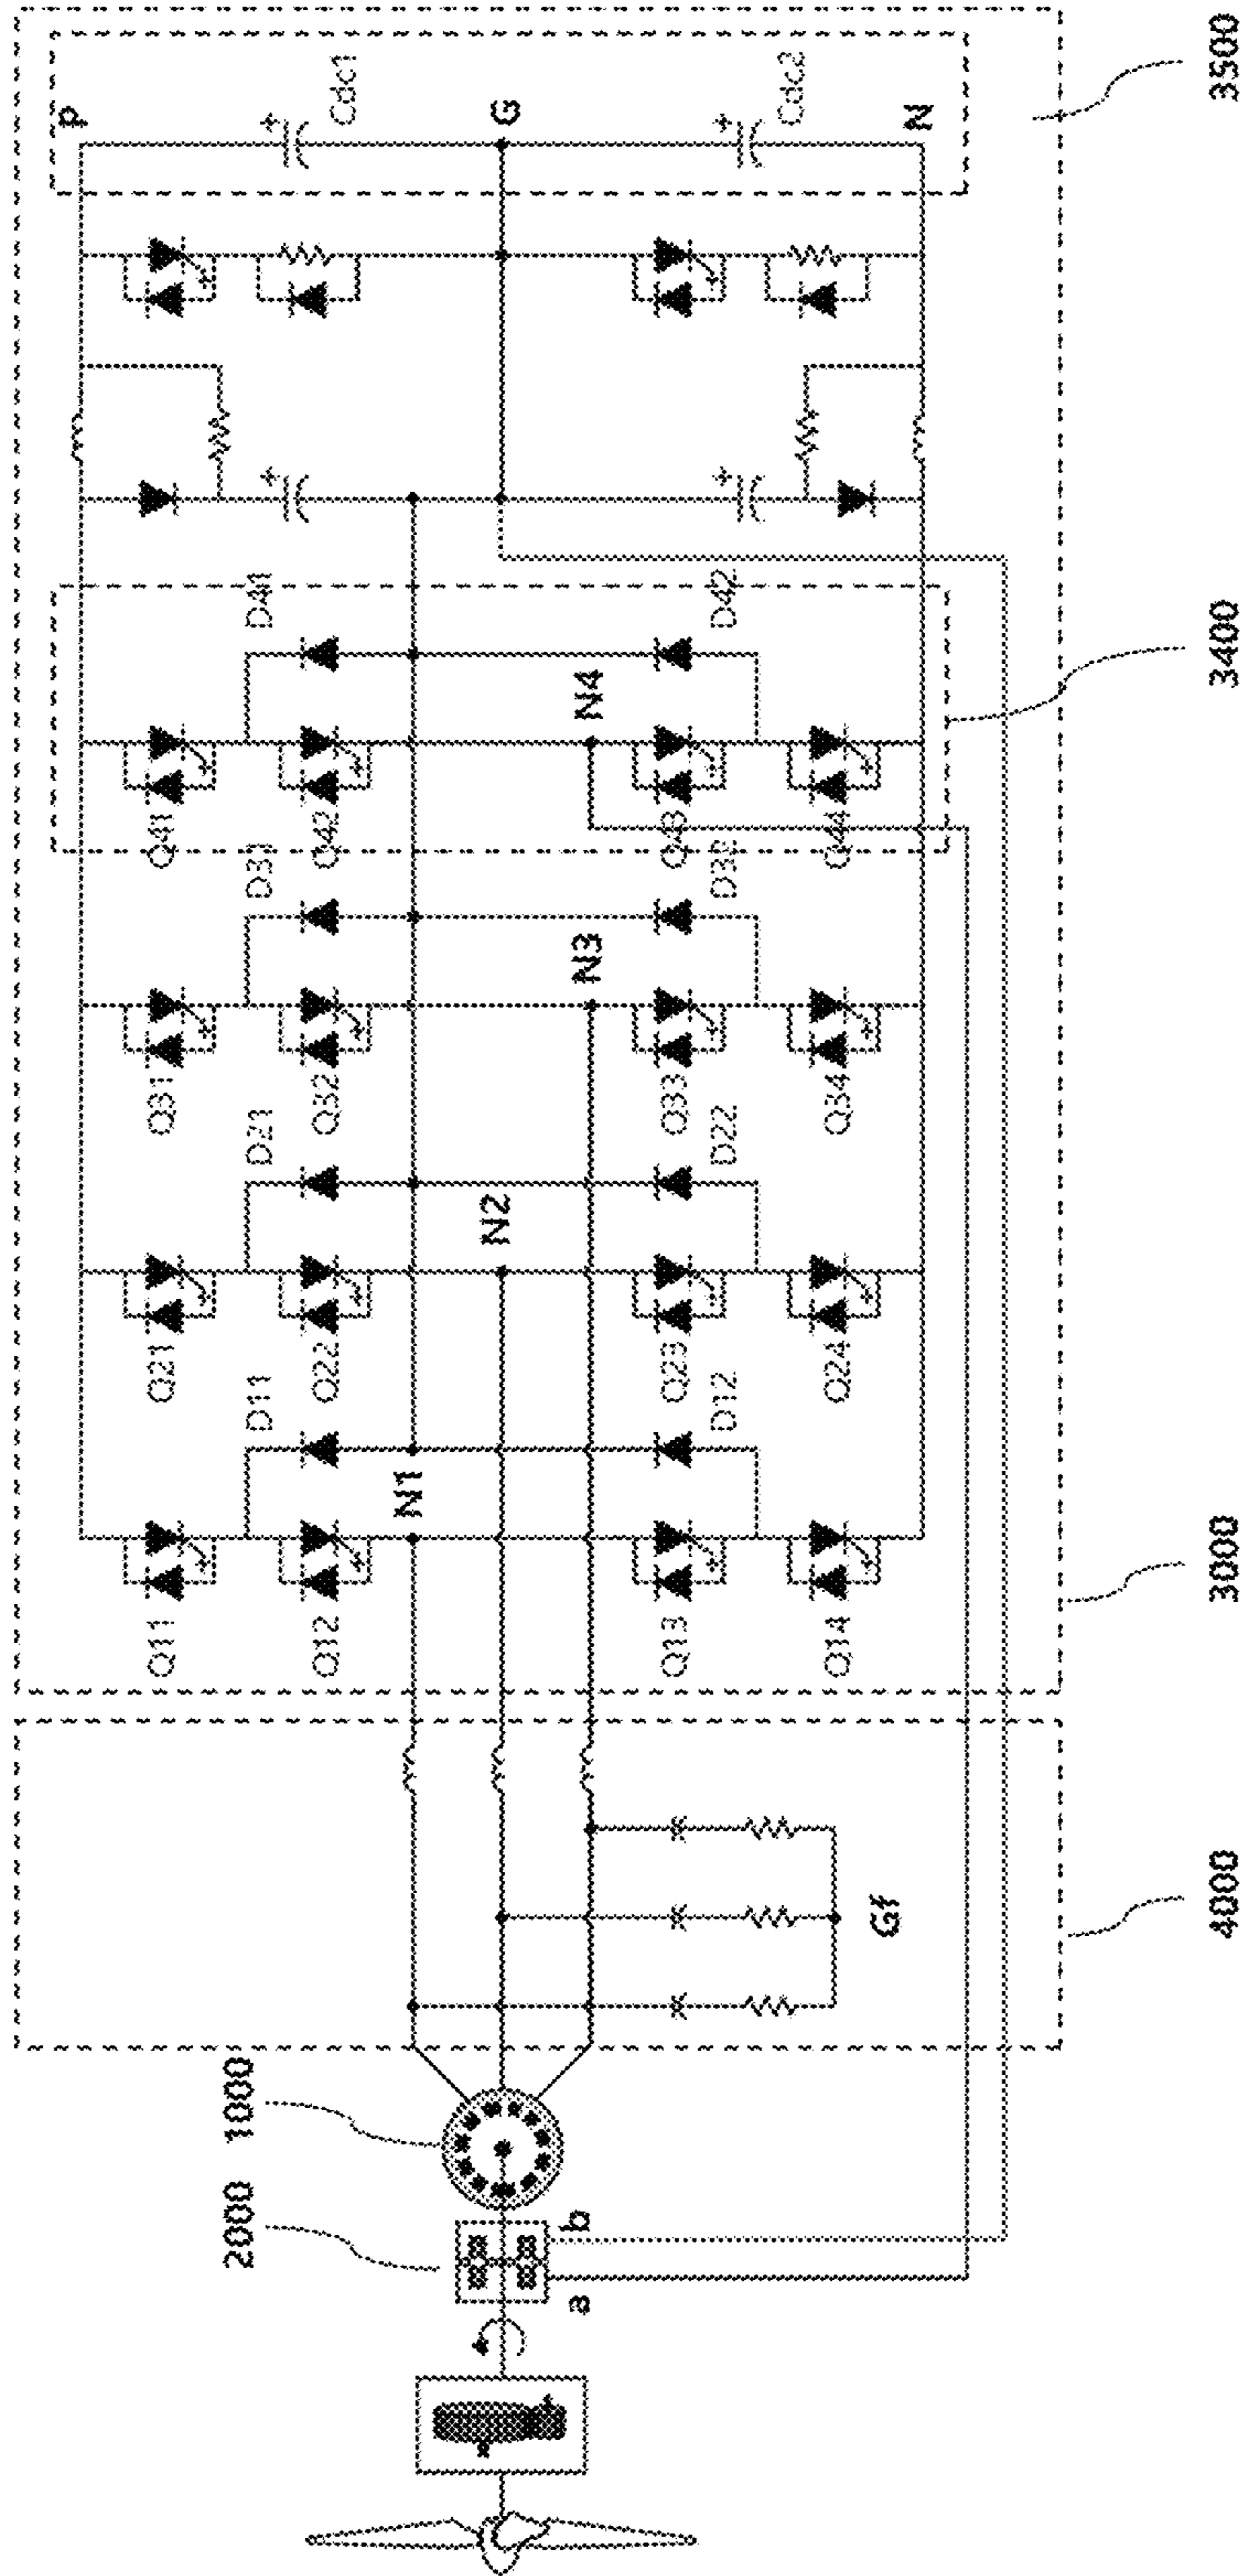 P
Cdc1
G
Cdc2
N
3500
D41
D42
N4
3400
Q41
Q42
Q43
Q44
D31
D32
N3
Q31
Q32
Q33
Q34
D21
D22
N2
Q21
Q22
Q23
Q24
D11
D12
N1
Q11
Q12
Q13
Q14
3000
Gf
4000
1000
2000
b
a